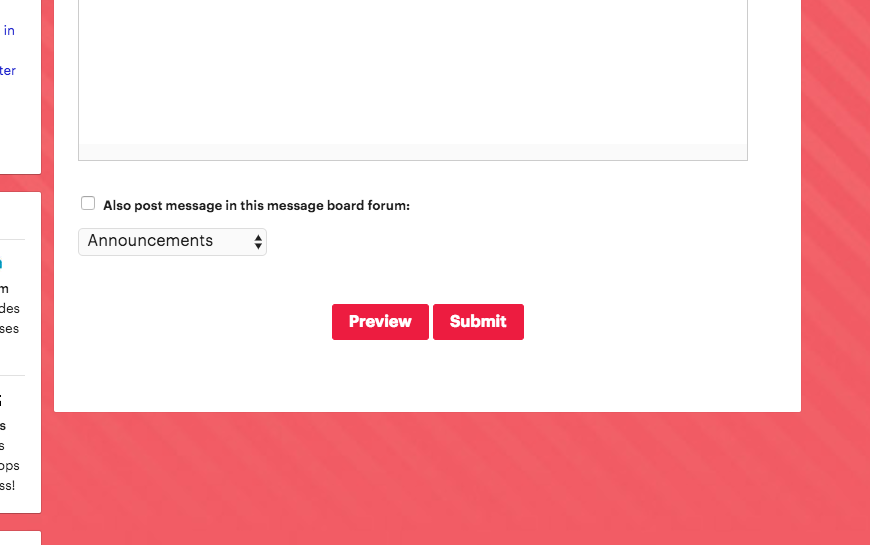 in
ter
m
des
ses
s
s
ops
ss!
Also post message in this message board forum:
Announcements
Preview Submit